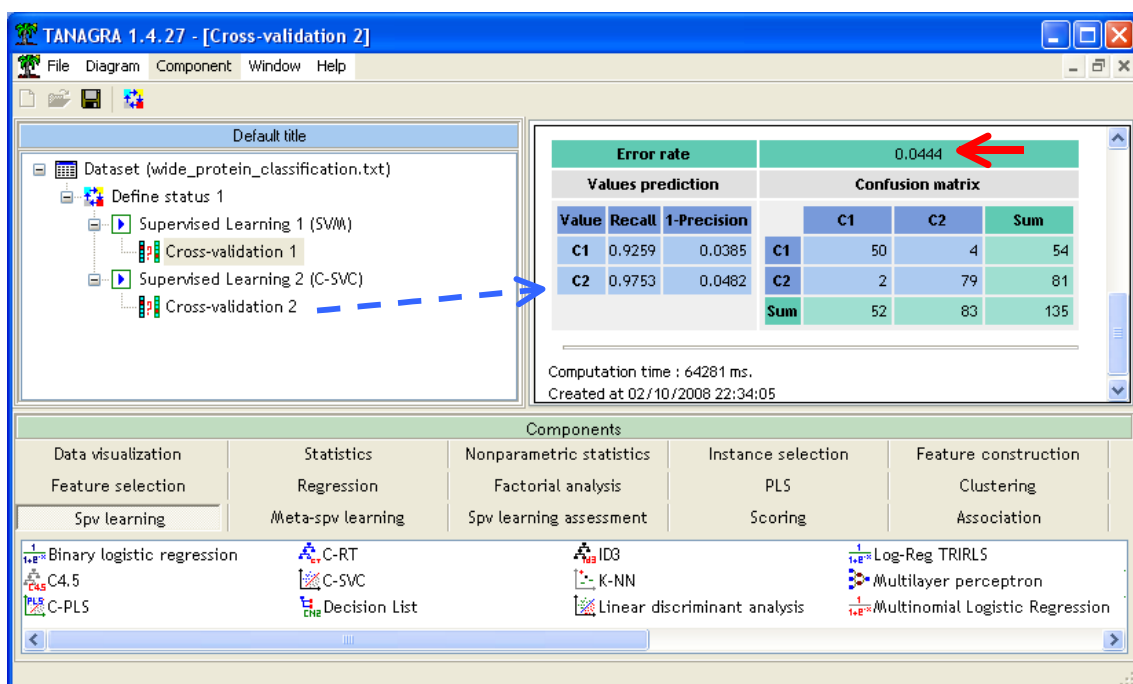 TANAGRA 1.4.27 - [Cross-validation 2]
File Diagram Component Window Help
Default title
Dataset (wide_protein_classification.txt)
Define status 1
Supervised Learning 1 (SVM)
Cross-validation 1
Supervised Learning 2 (C-SVC)
Cross-validation 2
Error rate 0.0444
Values prediction Confusion matrix
Value Recall 1-Precision C1 C2 Sum
C1 0.9259 0.0385 C1 50 4 54
C2 0.9753 0.0482 C2 2 79 81
Sum 52 83 135
Computation time : 64281 ms.
Created at 02/10/2008 22:34:05
Components
Data visualization Statistics Nonparametric statistics Instance selection Feature construction
Feature selection Regression Factorial analysis PLS Clustering
Spv learning Meta-spv learning Spv learning assessment Scoring Association
Binary logistic regression C-RT ID3 Log-Reg TRIRLS
C4.5 C-SVC K-NN Multilayer perceptron
C-PLS Decision List Linear discriminant analysis Multinomial Logistic Regression